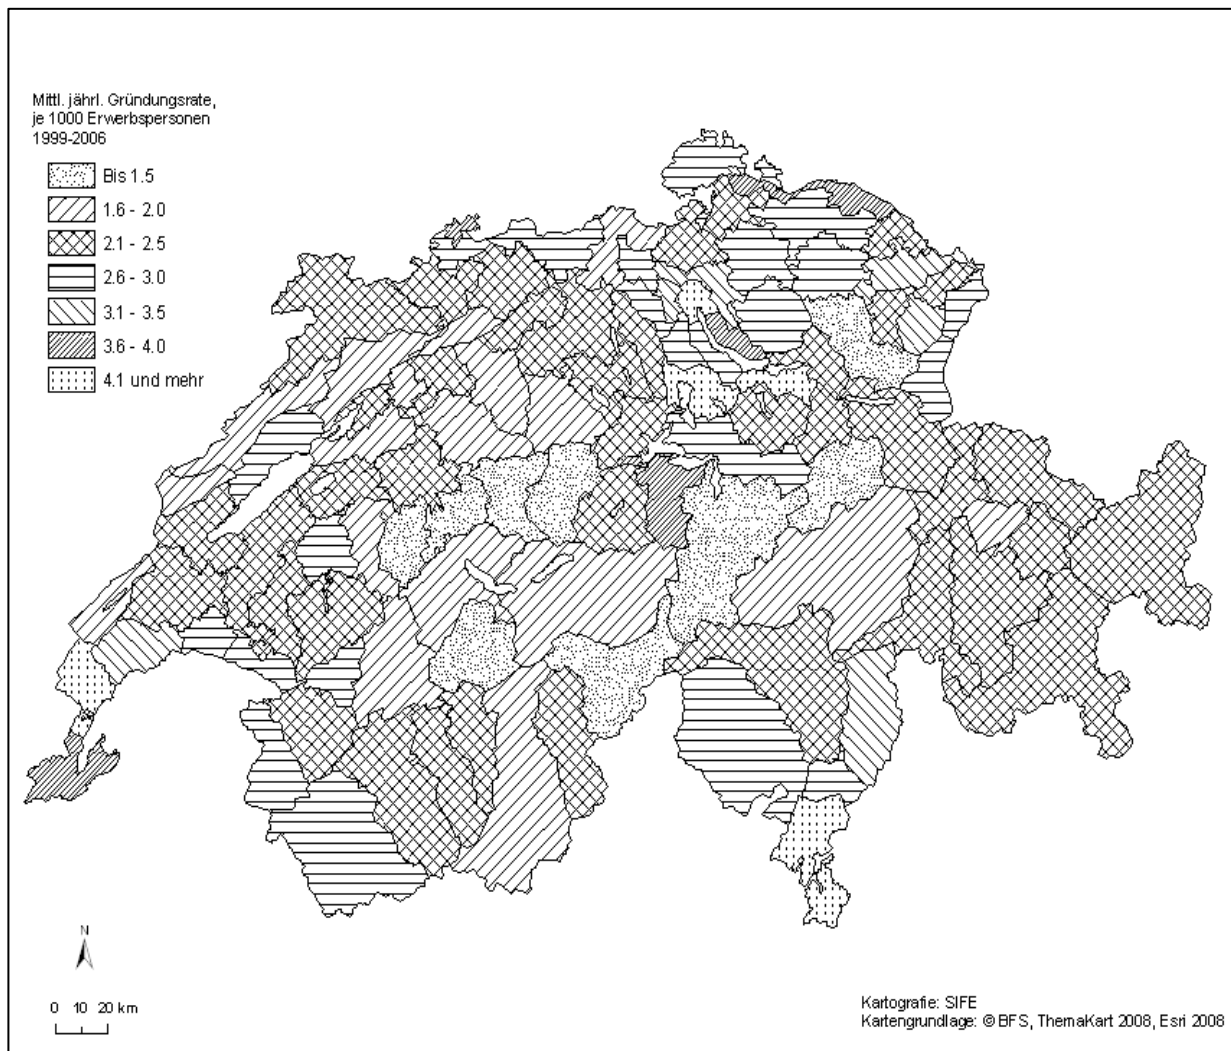 Mittl. jährl. Gründungsrate,
je 1000 Erwerbspersonen
1999-2006
Bis 1.5
1.6 - 2.0
2.1 - 2.5
2.6 - 3.0
3.1 - 3.5
3.6 - 4.0
4.1 und mehr
N
0 10 20 km
Kartografie: SIFE
Kartengrundlage: © BFS, ThemaKart 2008, Esri 2008